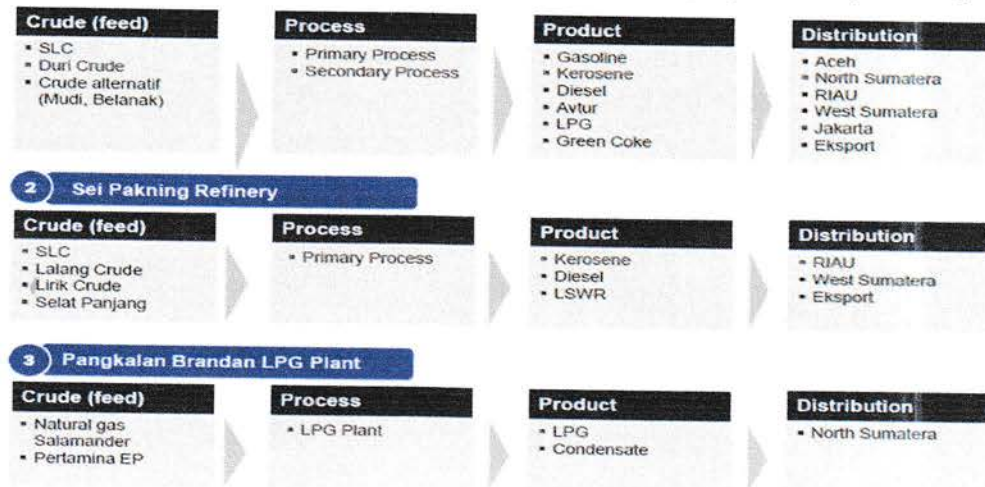 Crude (feed)
▪ SLC
▪ Duri Crude
▪ Crude alternatif
(Mudi, Belanak)
Process
▪ Primary Process
▪ Secondary Process
Product
▪ Gasoline
▪ Kerosene
▪ Diesel
▪ Avtur
▪ LPG
▪ Green Coke
Distribution
▪ Aceh
▪ North Sumatera
▪ RIAU
▪ West Sumatera
▪ Jakarta
▪ Eksport
2 Sei Pakning Refinery
Crude (feed)
▪ SLC
▪ Lalang Crude
▪ Lirik Crude
▪ Selat Panjang
Process
▪ Primary Process
Product
▪ Kerosene
▪ Diesel
▪ LSWR
Distribution
▪ RIAU
▪ West Sumatera
▪ Eksport
3 Pangkalan Brandan LPG Plant
Crude (feed)
▪ Natural gas
Salamander
▪ Pertamina EP
Process
▪ LPG Plant
Product
▪ LPG
▪ Condensate
Distribution
▪ North Sumatera